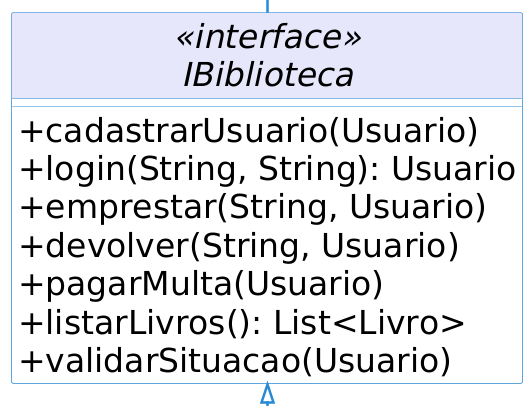 «interface»
IBiblioteca
+cadastrarUsuario(Usuario)
+login(String, String): Usuario
+emprestar(String, Usuario)
+devolver(String, Usuario)
+pagarMulta(Usuario)
+listarLivros(): List<Livro>
+validarSituacao(Usuario)